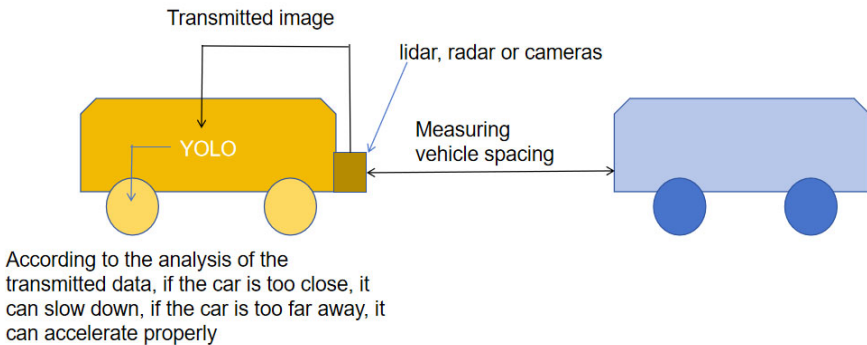 Transmitted image
lidar, radar or cameras
YOLO
Measuring
vehicle spacing
According to the analysis of the
transmitted data, if the car is too close, it
can slow down, if the car is too far away, it
can accelerate properly